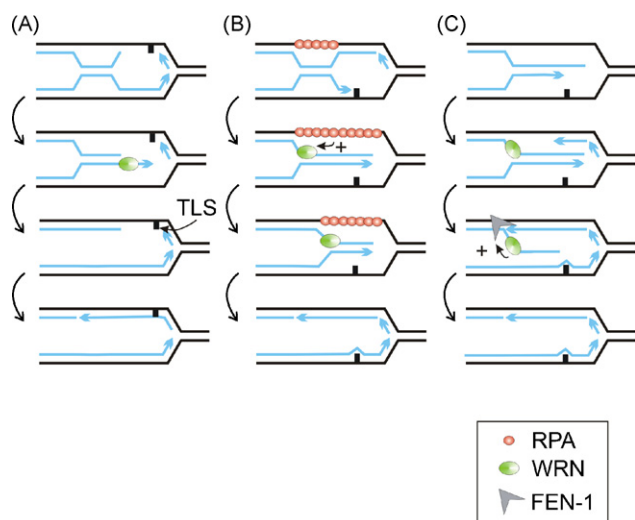 (A) (B) (C)
+
TLS
+
RPA
WRN
FEN-1